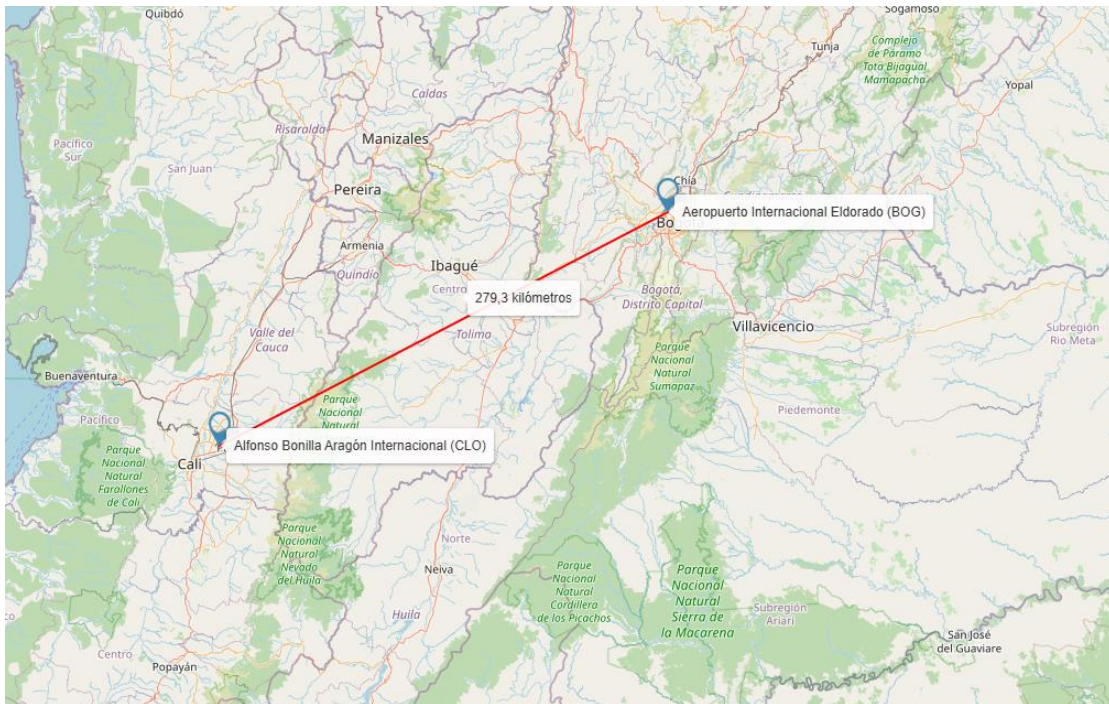 Quibdó
Sogamoso
Complejo
de Páramo
Tota Bijagual
Mamapacha
Tunja
Yopal
Caldas
Risaralda
Manizales
Pacífico
Sur
San Juan
Pereira
Chía
Aeropuerto Internacional Eldorado (BOG)
Armenia
Quindío
Ibagué
279,3 kilómetros
Bogotá,
Distrito Capital
Tolima
Valle del
Cauca
Villavicencio
Subregión
Rio Meta
Parque
Nacional
Natural
Sumapaz
Buenaventura
Pacífico
Piedemonte
Parque
Nacional
Alfonso Bonilla Aragón Internacional (CLO)
Cali
Parque
Nacional
Natural
Farallones
de Cali
Parque
Nacional
Natural
Nevado
del Huila
Norte
Neiva
Huila
Parque
Nacional
Natural
Cordillera
de los Picachos
Parque
Nacional
Natural
Sierra de
la Macarena
Subregión
Ariari
San José
del Guaviare
Centro
Popayán